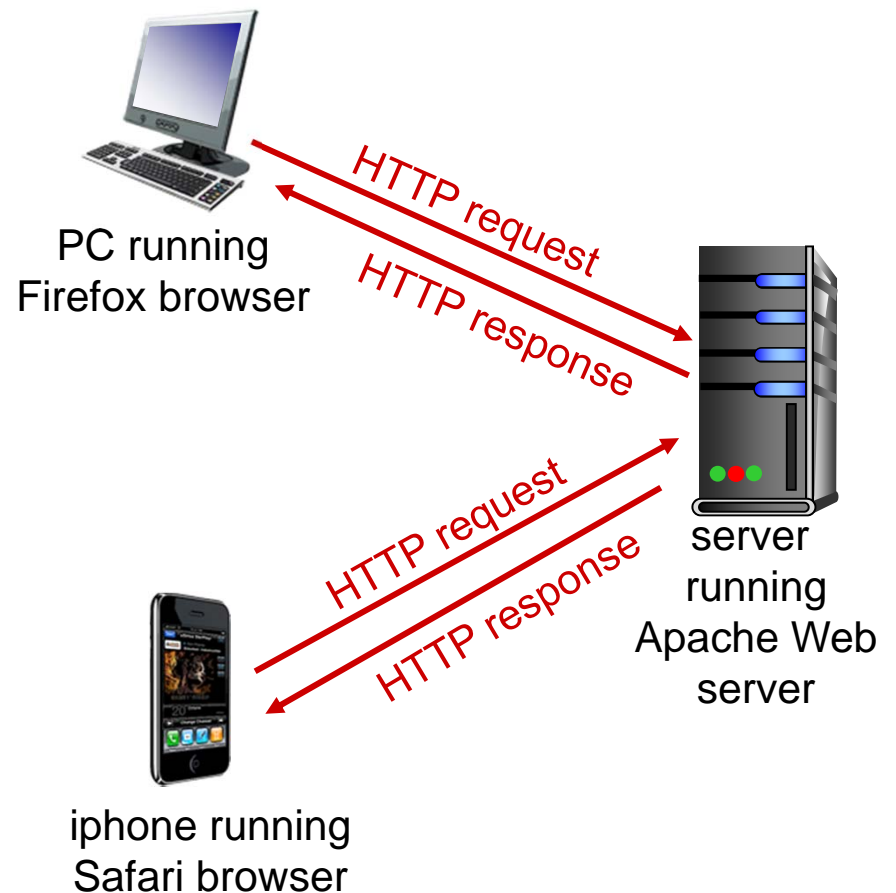 HTTP request
HTTP response
PC running
Firefox browser
HTTP request
HTTP response
server
running
Apache Web
server
iphone running
Safari browser